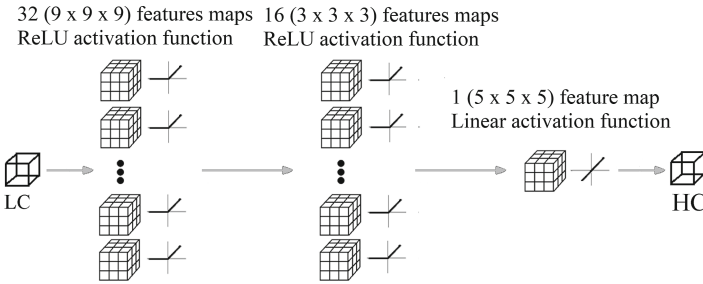 32 (9 x 9 x 9) features maps
ReLU activation function
16 (3 x 3 x 3) features maps
ReLU activation function
1 (5 x 5 x 5) feature map
Linear activation function
LC
HC